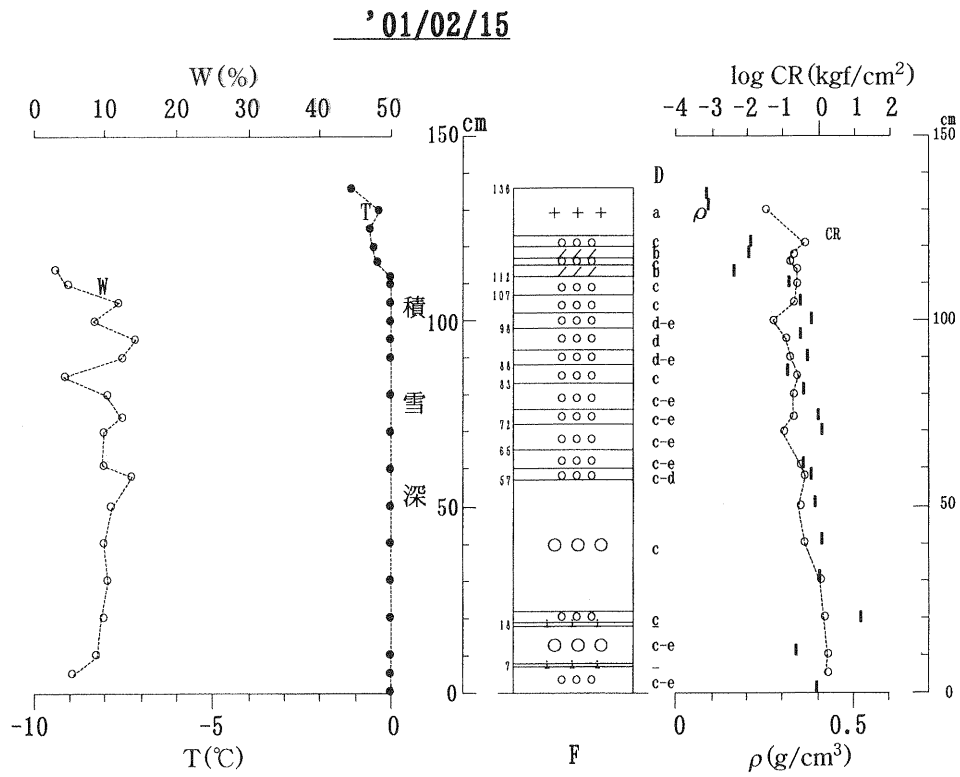 '01/02/15
W(%)
0 10 20 30 40 50
log CR(kgf/cm²)
-4 -3 -2 -1 0 1 2
cm
150
100
50
0
積
雪
深
T
W
-10 -5 0
T(℃)
D
136
a
c
b
c
b
112
c
107
c
d-e
98
d
d-e
88
c
83
c-e
72
c-e
65
c-e
c-d
57
c
18
c
c-e
7
-
c-e
F
cm
150
100
50
0
ρ
CR
0 0.5
ρ(g/cm³)